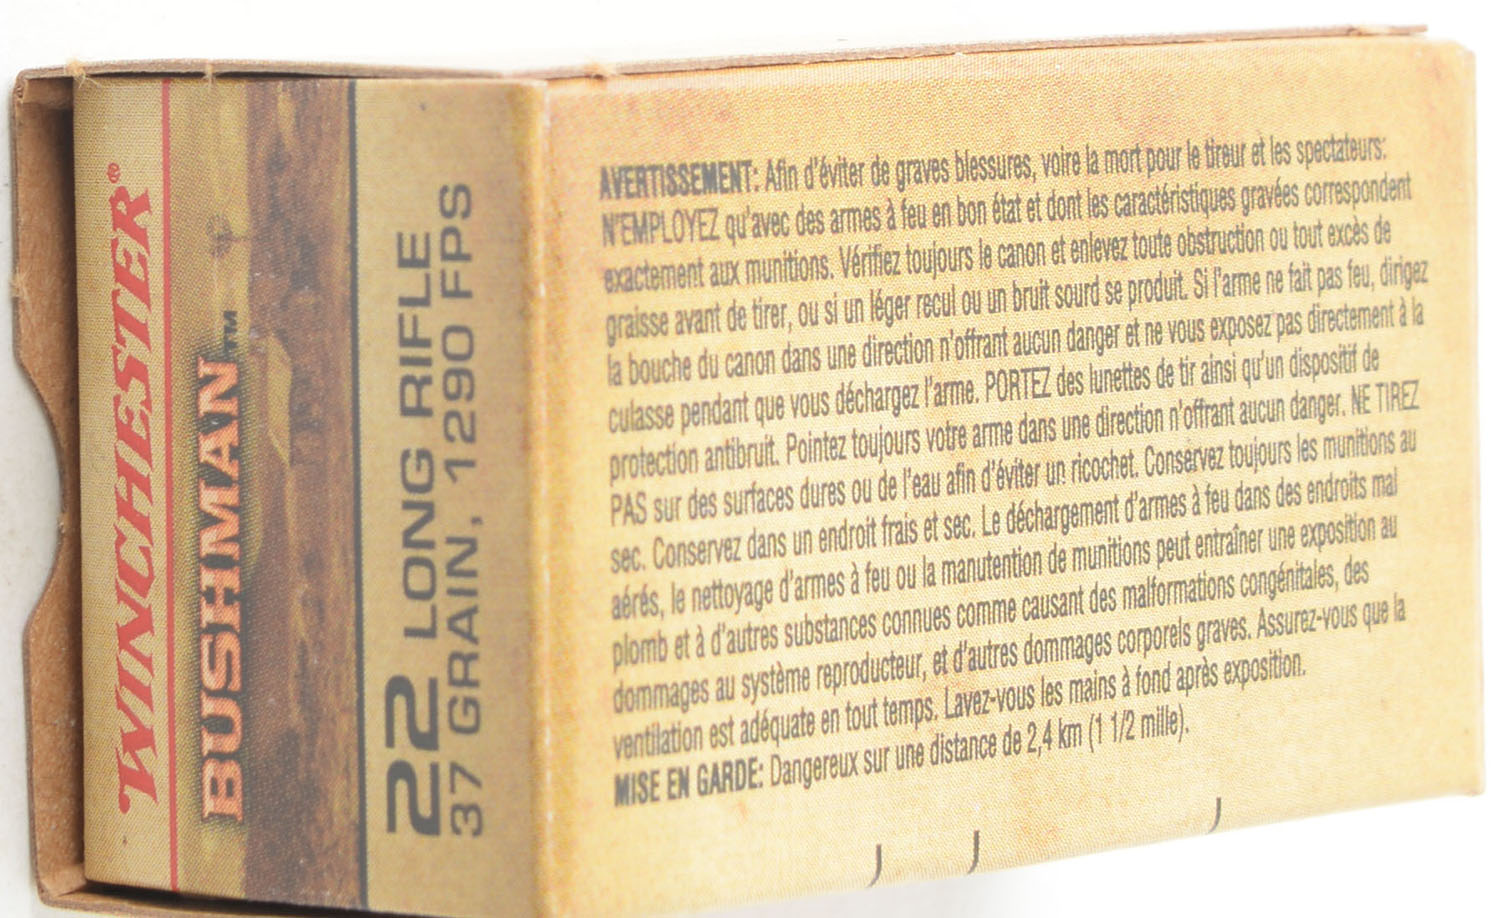 WINCHESTER®
BUSHMAN™
22 LONG RIFLE
37 GRAIN, 1290 FPS
AVERTISSEMENT: Afin d'éviter de graves blessures, voire la mort pour le tireur et les spectateurs:
N'EMPLOYEZ qu'avec des armes à feu en bon état et dont les caractéristiques gravées correspondent
exactement aux munitions. Vérifiez toujours le canon et enlevez toute obstruction ou tout excès de
graisse avant de tirer, ou si un léger recul ou un bruit sourd se produit. Si l'arme ne fait pas feu, dirigez
la bouche du canon dans une direction n'offrant aucun danger et ne vous exposez pas directement à la
culasse pendant que vous déchargez l'arme. PORTEZ des lunettes de tir ainsi qu'un dispositif de
protection antibruit. Pointez toujours votre arme dans une direction n'offrant aucun danger. NE TIREZ
PAS sur des surfaces dures ou de l'eau afin d'éviter un ricochet. Conservez toujours les munitions au
sec. Conservez dans un endroit frais et sec. Le déchargement d'armes à feu dans des endroits mal
aérés, le nettoyage d'armes à feu ou la manutention de munitions peut entraîner une exposition au
plomb et à d'autres substances connues comme causant des malformations congénitales, des
dommages au système reproducteur, et d'autres dommages corporels graves. Assurez-vous que la
ventilation est adéquate en tout temps. Lavez-vous les mains à fond après exposition.
MISE EN GARDE: Dangereux sur une distance de 2,4 km (1 1/2 mille).